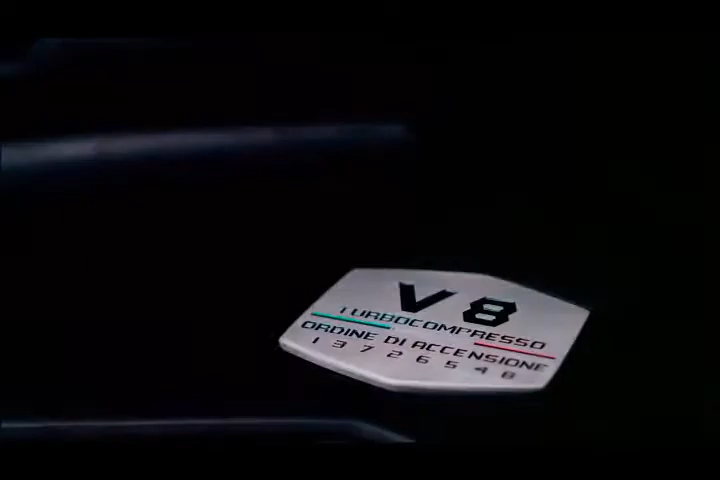 V8
TURBOCOMPRESSO
ORDINE DI ACCENSIONE
1 3 7 2 6 5 4 8